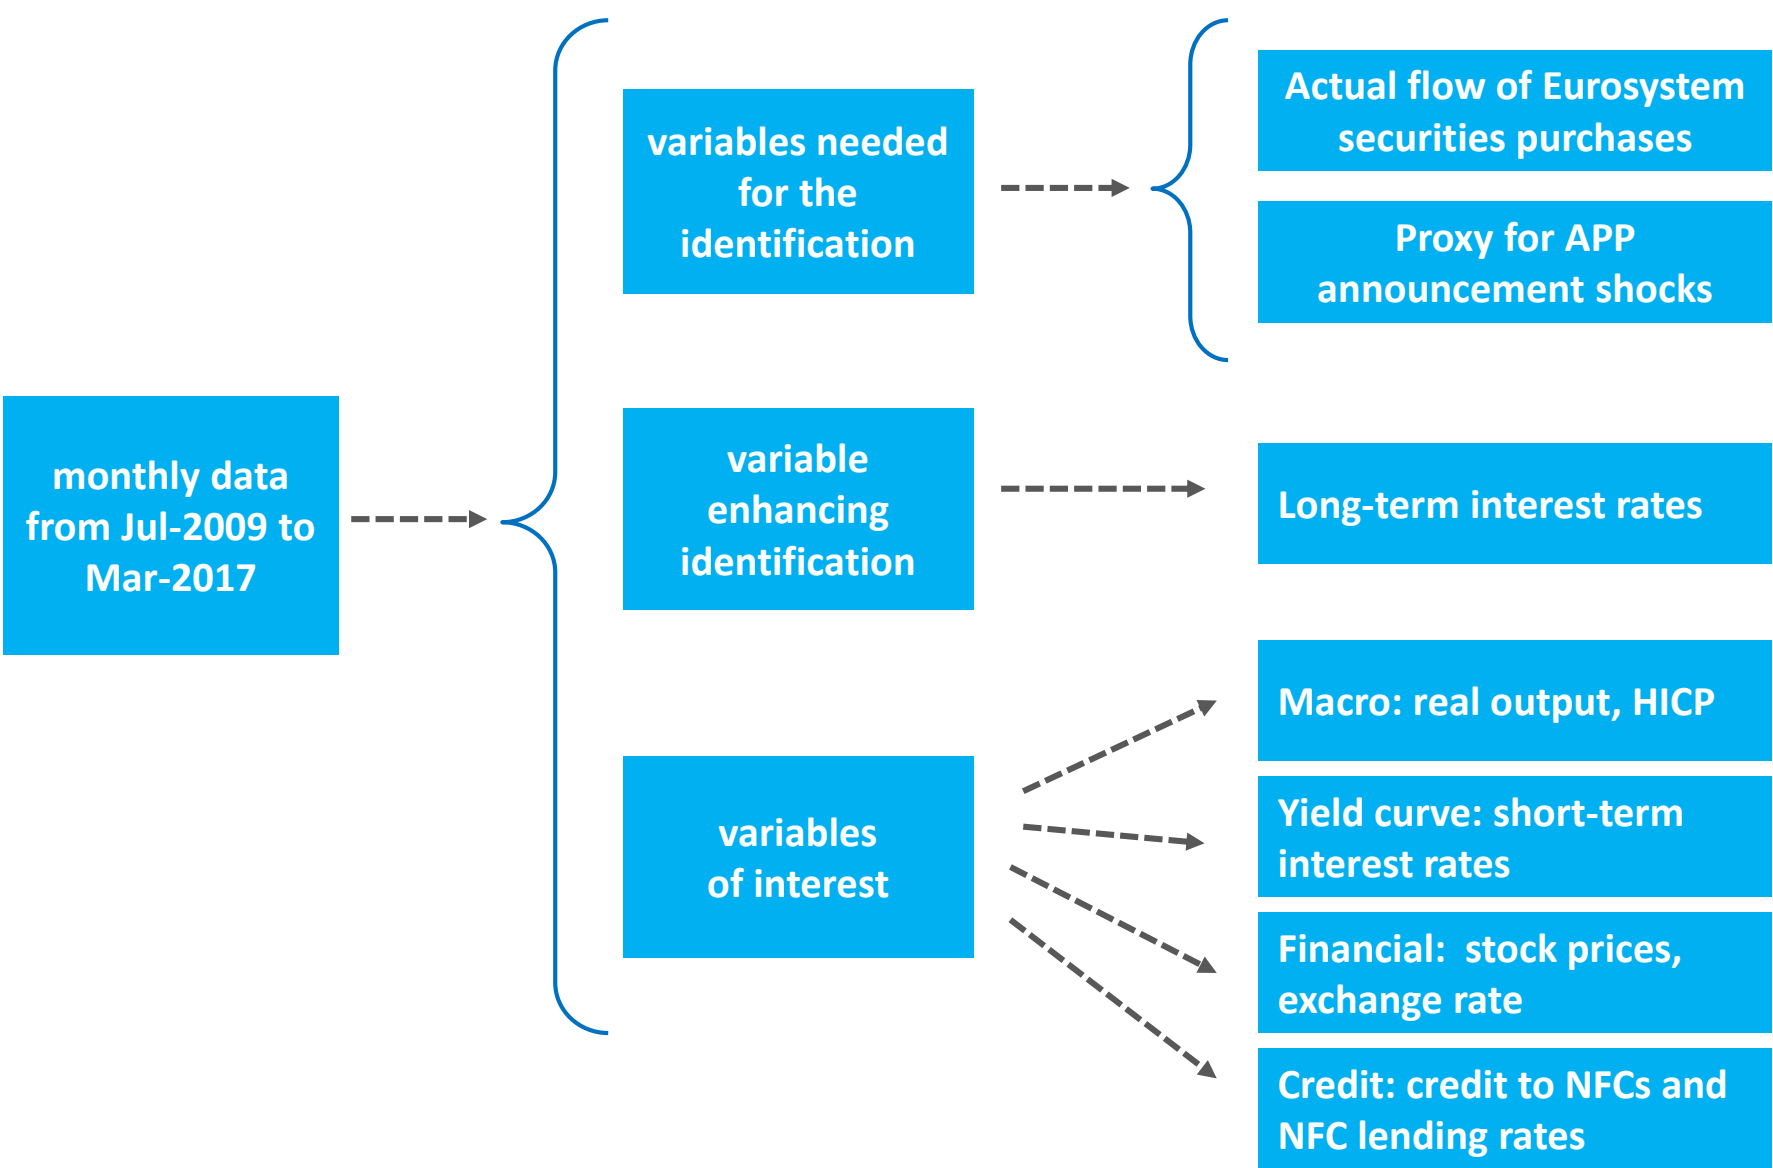 monthly data
from Jul-2009 to
Mar-2017
variables needed
for the
identification
Actual flow of Eurosystem
securities purchases
Proxy for APP
announcement shocks
variable
enhancing
identification
Long-term interest rates
variables
of interest
Macro: real output, HICP
Yield curve: short-term
interest rates
Financial:  stock prices,
exchange rate
Credit: credit to NFCs and
NFC lending rates